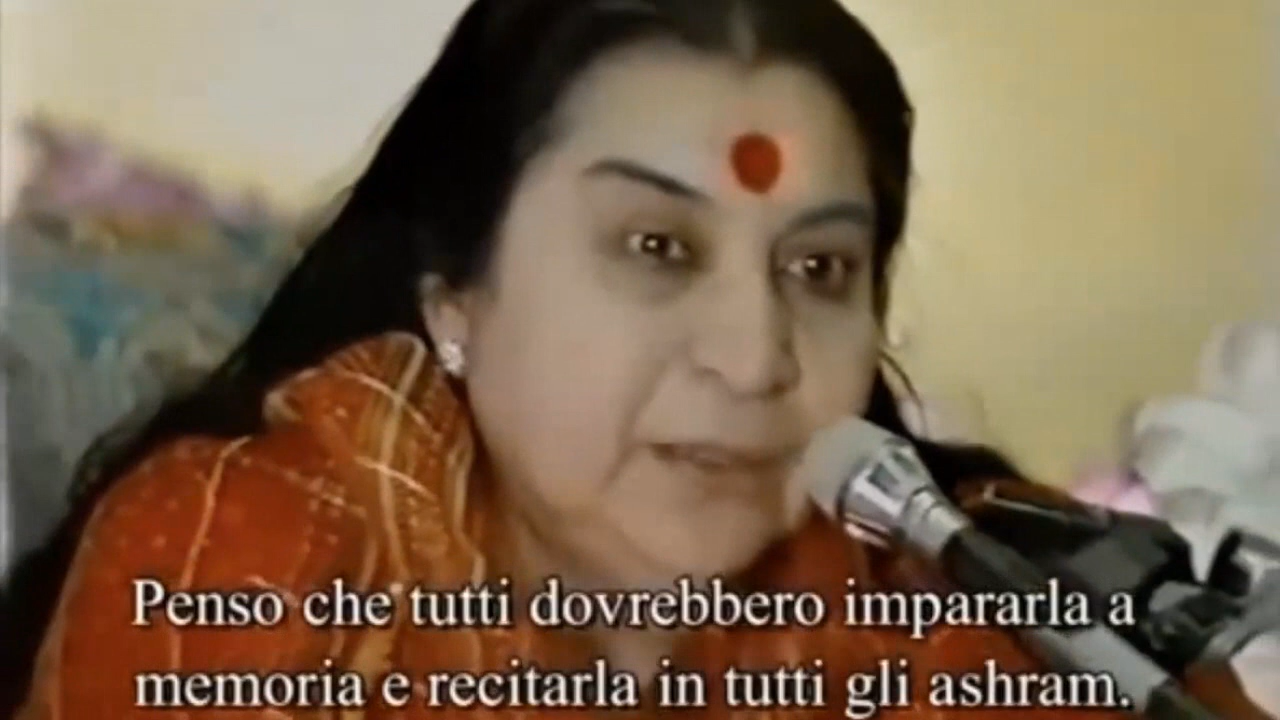 Penso che tutti dovrebbero impararla a
memoria e recitarla in tutti gli ashram.